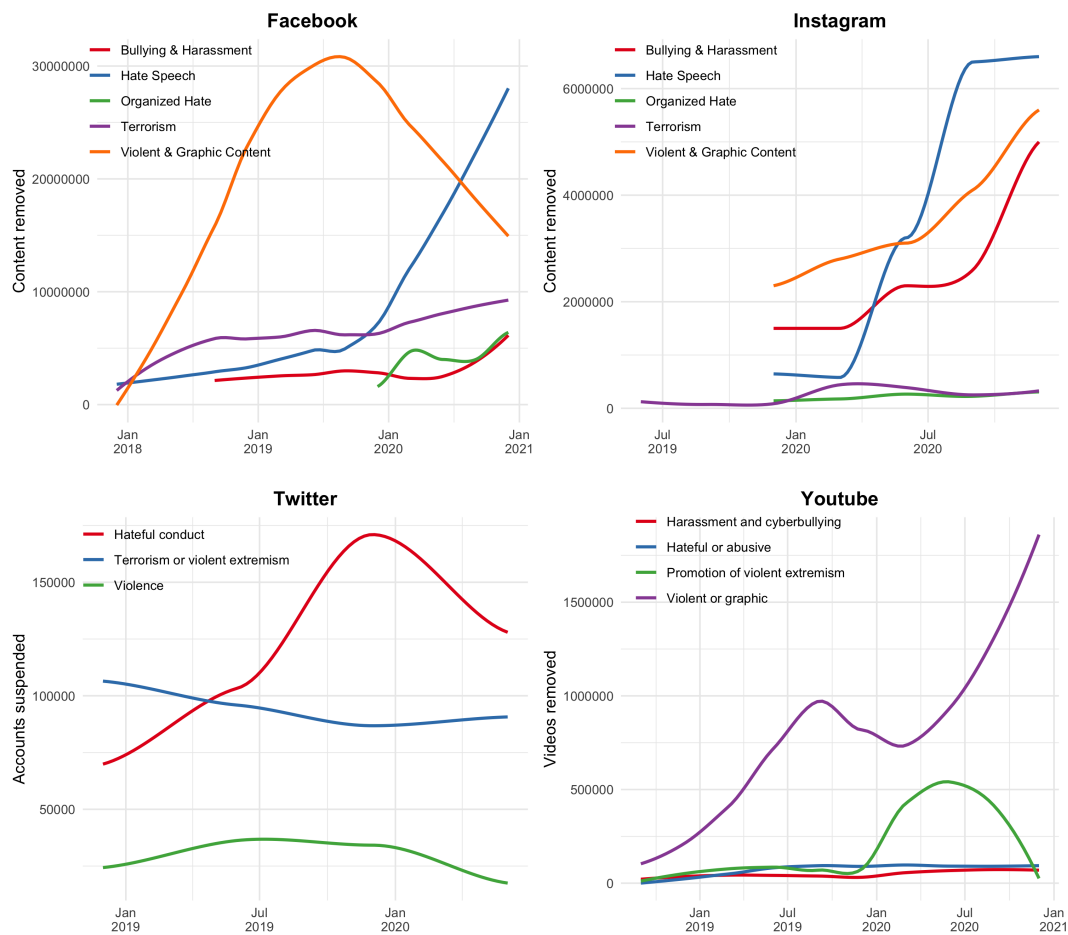 Facebook
Bullying & Harassment
Hate Speech
Organized Hate
Terrorism
Violent & Graphic Content
Content removed
30000000
20000000
10000000
0
Jan 2018
Jan 2019
Jan 2020
Jan 2021
Instagram
Bullying & Harassment
Hate Speech
Organized Hate
Terrorism
Violent & Graphic Content
Content removed
6000000
4000000
2000000
0
Jul 2019
Jan 2020
Jul 2020
Twitter
Hateful conduct
Terrorism or violent extremism
Violence
Accounts suspended
150000
100000
50000
Jan 2019
Jul 2019
Jan 2020
Youtube
Harassment and cyberbullying
Hateful or abusive
Promotion of violent extremism
Violent or graphic
Videos removed
1500000
1000000
500000
0
Jan 2019
Jul 2019
Jan 2020
Jul 2020
Jan 2021